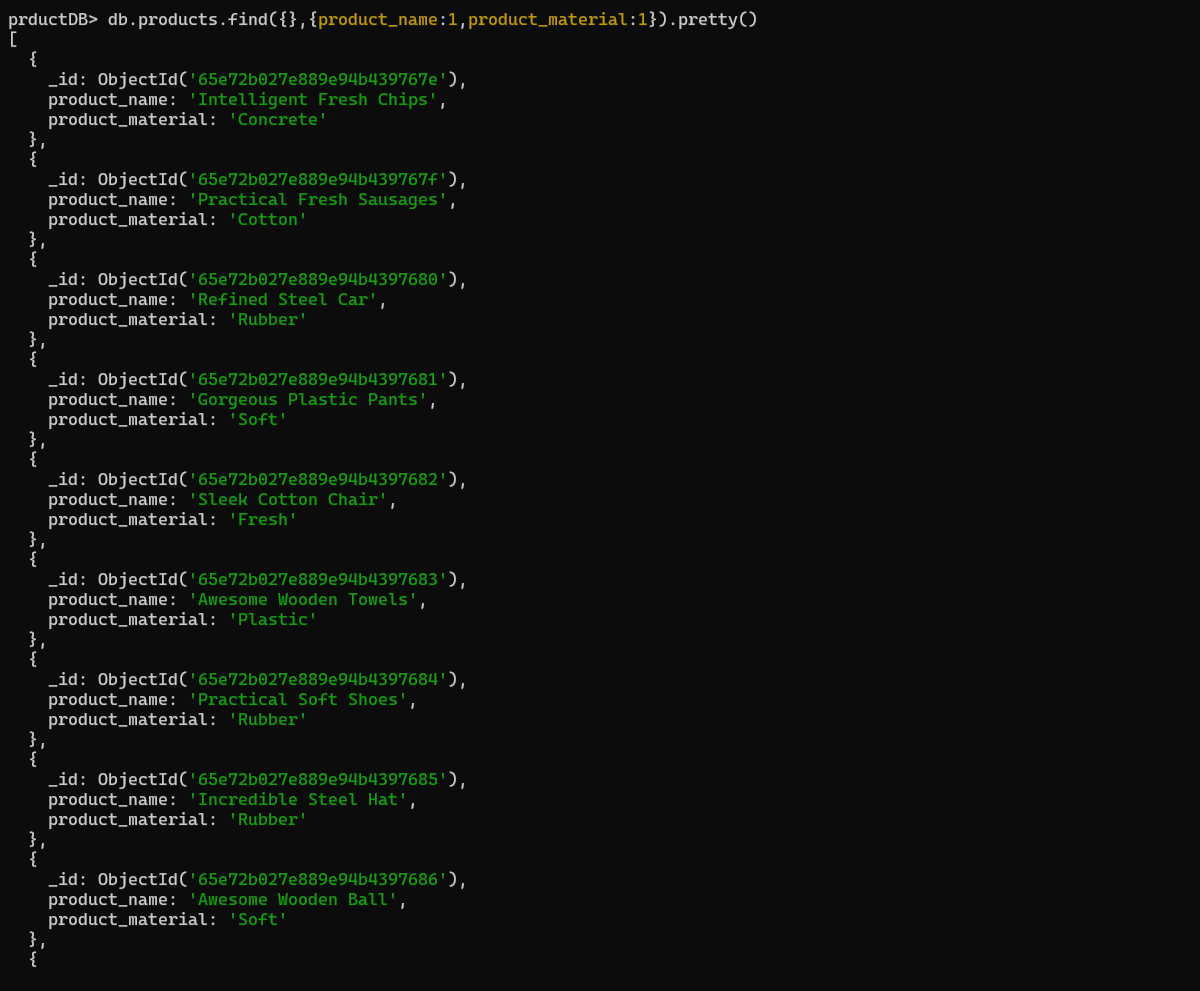 prductDB> db.products.find({},{product_name:1,product_material:1}).pretty()
[
  {
    _id: ObjectId('65e72b027e889e94b439767e'),
    product_name: 'Intelligent Fresh Chips',
    product_material: 'Concrete'
  },
  {
    _id: ObjectId('65e72b027e889e94b439767f'),
    product_name: 'Practical Fresh Sausages',
    product_material: 'Cotton'
  },
  {
    _id: ObjectId('65e72b027e889e94b4397680'),
    product_name: 'Refined Steel Car',
    product_material: 'Rubber'
  },
  {
    _id: ObjectId('65e72b027e889e94b4397681'),
    product_name: 'Gorgeous Plastic Pants',
    product_material: 'Soft'
  },
  {
    _id: ObjectId('65e72b027e889e94b4397682'),
    product_name: 'Sleek Cotton Chair',
    product_material: 'Fresh'
  },
  {
    _id: ObjectId('65e72b027e889e94b4397683'),
    product_name: 'Awesome Wooden Towels',
    product_material: 'Plastic'
  },
  {
    _id: ObjectId('65e72b027e889e94b4397684'),
    product_name: 'Practical Soft Shoes',
    product_material: 'Rubber'
  },
  {
    _id: ObjectId('65e72b027e889e94b4397685'),
    product_name: 'Incredible Steel Hat',
    product_material: 'Rubber'
  },
  {
    _id: ObjectId('65e72b027e889e94b4397686'),
    product_name: 'Awesome Wooden Ball',
    product_material: 'Soft'
  },
  {